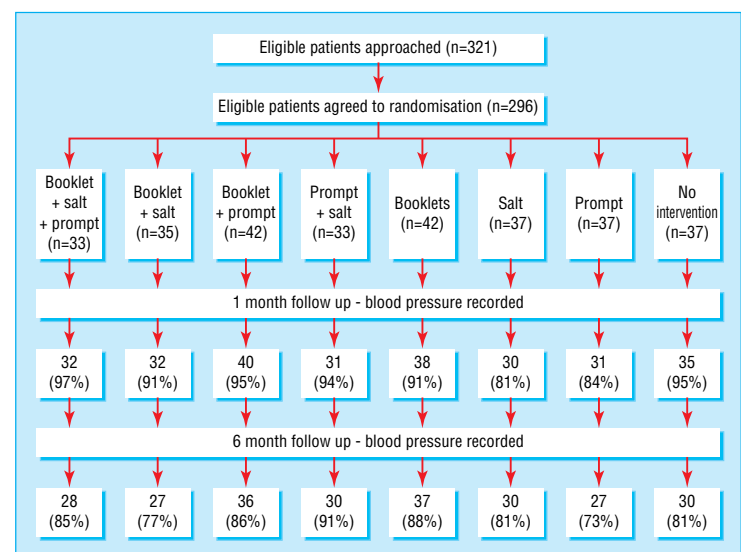 Eligible patients approached (n=321)
Eligible patients agreed to randomisation (n=296)
Booklet
+ salt
+ prompt
(n=33)
Booklet
+ salt
(n=35)
Booklet
+ prompt
(n=42)
Prompt
+ salt
(n=33)
Booklets
(n=42)
Salt
(n=37)
Prompt
(n=37)
No
intervention
(n=37)
1 month follow up - blood pressure recorded
32
(97%)
32
(91%)
40
(95%)
31
(94%)
38
(91%)
30
(81%)
31
(84%)
35
(95%)
6 month follow up - blood pressure recorded
28
(85%)
27
(77%)
36
(86%)
30
(91%)
37
(88%)
30
(81%)
27
(73%)
30
(81%)